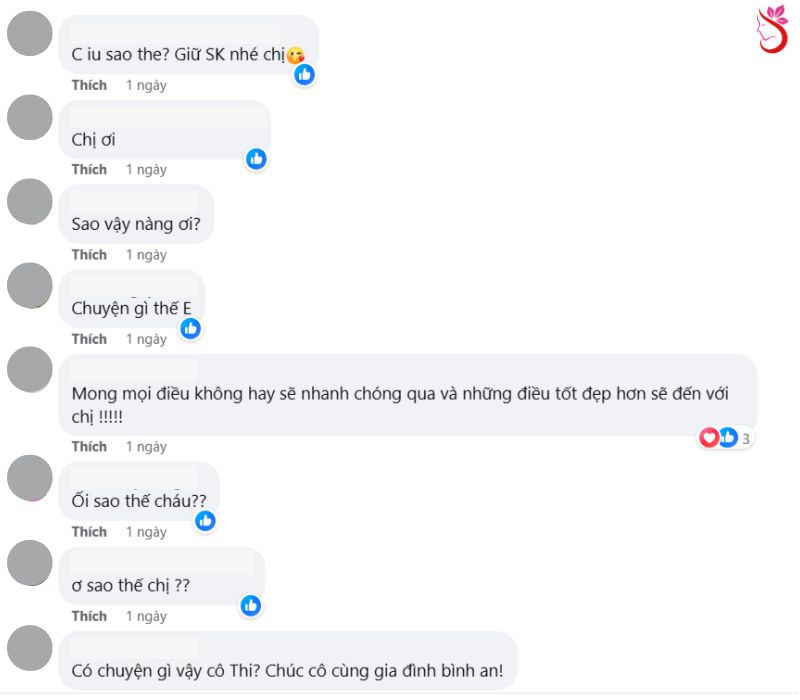 C iu sao the? Giữ SK nhé chị😘
Thích 1 ngày
Chị ơi
Thích 1 ngày
Sao vậy nàng ơi?
Thích 1 ngày
Chuyện gì thế E
Thích 1 ngày
Mong mọi điều không hay sẽ nhanh chóng qua và những điều tốt đẹp hơn sẽ đến với
chị !!!!!
3
Thích 1 ngày
Ối sao thế cháu??
Thích 1 ngày
ơ sao thế chị ??
Thích 1 ngày
Có chuyện gì vậy cô Thi? Chúc cô cùng gia đình bình an!